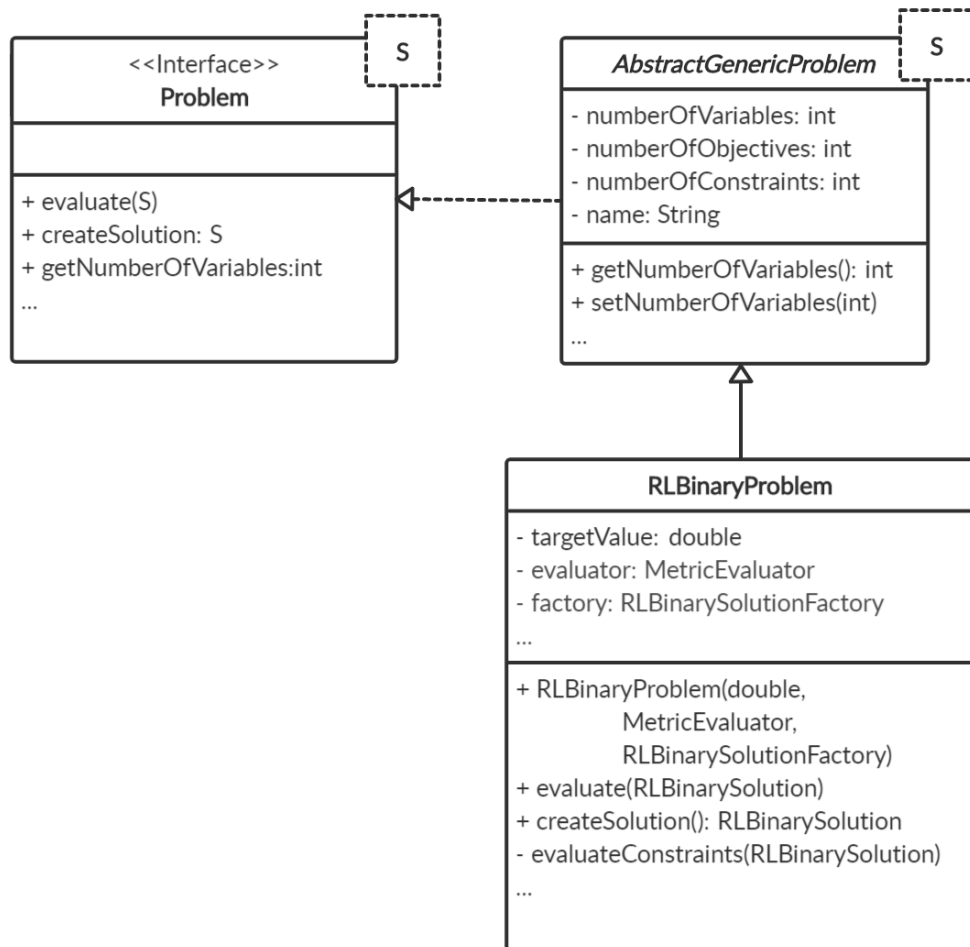 S
<<Interface>>
Problem
+ evaluate(S)
+ createSolution: S
+ getNumberOfVariables:int
...
S
AbstractGenericProblem
- numberOfVariables: int
- numberOfObjectives: int
- numberOfConstraints: int
- name: String
+ getNumberOfVariables(): int
+ setNumberOfVariables(int)
...
RLBinaryProblem
- targetValue: double
- evaluator: MetricEvaluator
- factory: RLBinarySolutionFactory
...
+ RLBinaryProblem(double,
MetricEvaluator,
RLBinarySolutionFactory)
+ evaluate(RLBinarySolution)
+ createSolution(): RLBinarySolution
- evaluateConstraints(RLBinarySolution)
...